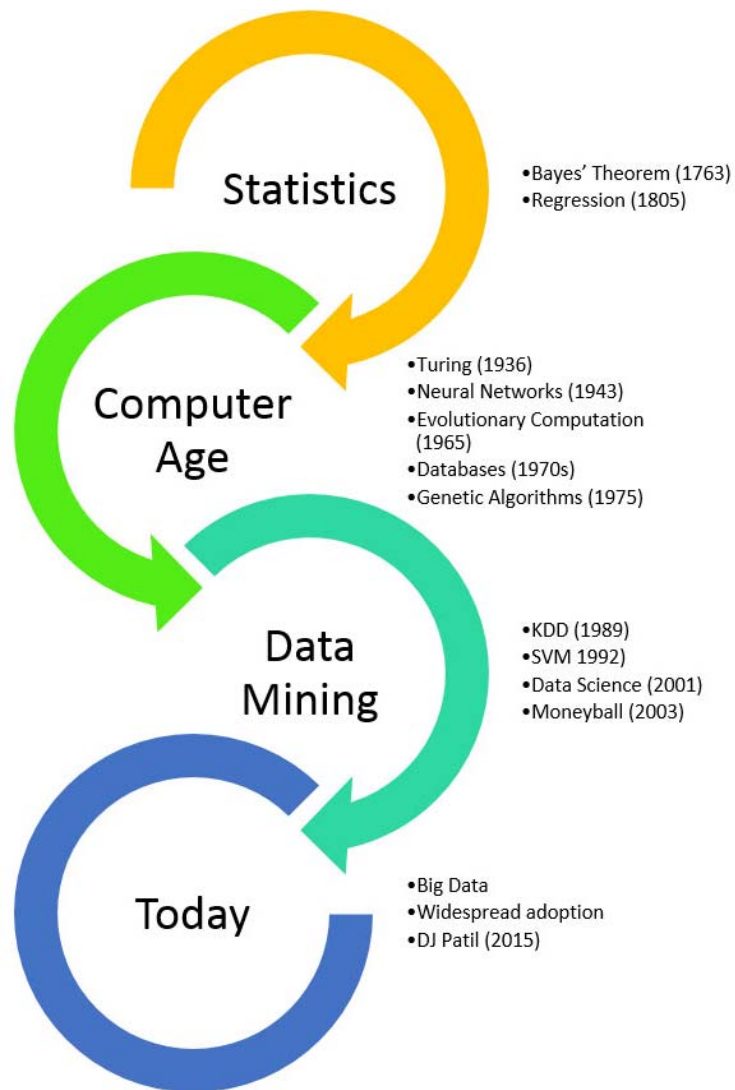 Statistics
•Bayes' Theorem (1763)
•Regression (1805)
Computer
Age
•Turing (1936)
•Neural Networks (1943)
•Evolutionary Computation
(1965)
•Databases (1970s)
•Genetic Algorithms (1975)
Data
Mining
•KDD (1989)
•SVM 1992)
•Data Science (2001)
•Moneyball (2003)
Today
•Big Data
•Widespread adoption
•DJ Patil (2015)